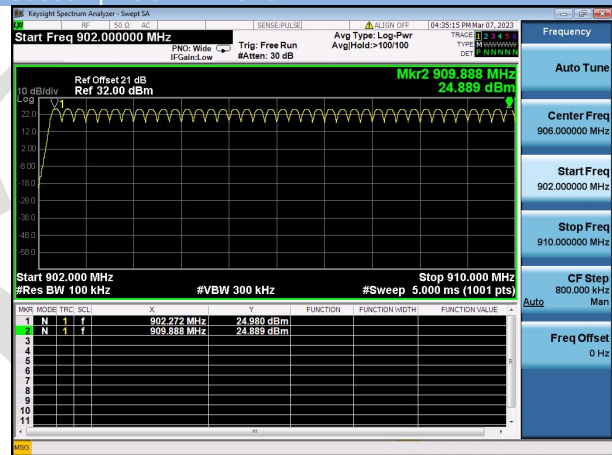 Keysight Spectrum Analyzer - Swept SA
RF 50 Ω AC SENSE:PULSE ALIGN OFF 04:35:15 PM Mar 07, 2023
Start Freq 902.000000 MHz
PNO: Wide
IFGain:Low
Trig: Free Run
#Atten: 30 dB
Avg Type: Log-Pwr
Avg|Hold:>100/100
TRACE 1 2 3 4 5 6
TYPE M W W W W W
DET P N N N N N
Ref Offset 21 dB
10 dB/div Ref 32.00 dBm
Log
Mkr2 909.888 MHz
24.889 dBm
1
22.0
12.0
2.00
-8.00
-18.0
-28.0
-38.0
-48.0
-58.0
Start 902.000 MHz Stop 910.000 MHz
#Res BW 100 kHz #VBW 300 kHz #Sweep 5.000 ms (1001 pts)
MKR MODE TRC SCL X Y FUNCTION FUNCTION WIDTH FUNCTION VALUE
1 N 1 f 902.272 MHz 24.980 dBm
2 N 1 f 909.888 MHz 24.889 dBm
3
4
5
6
7
8
9
10
11
MSG
Frequency
Auto Tune
Center Freq
906.000000 MHz
Start Freq
902.000000 MHz
Stop Freq
910.000000 MHz
CF Step
800.000 kHz
Auto Man
Freq Offset
0 Hz